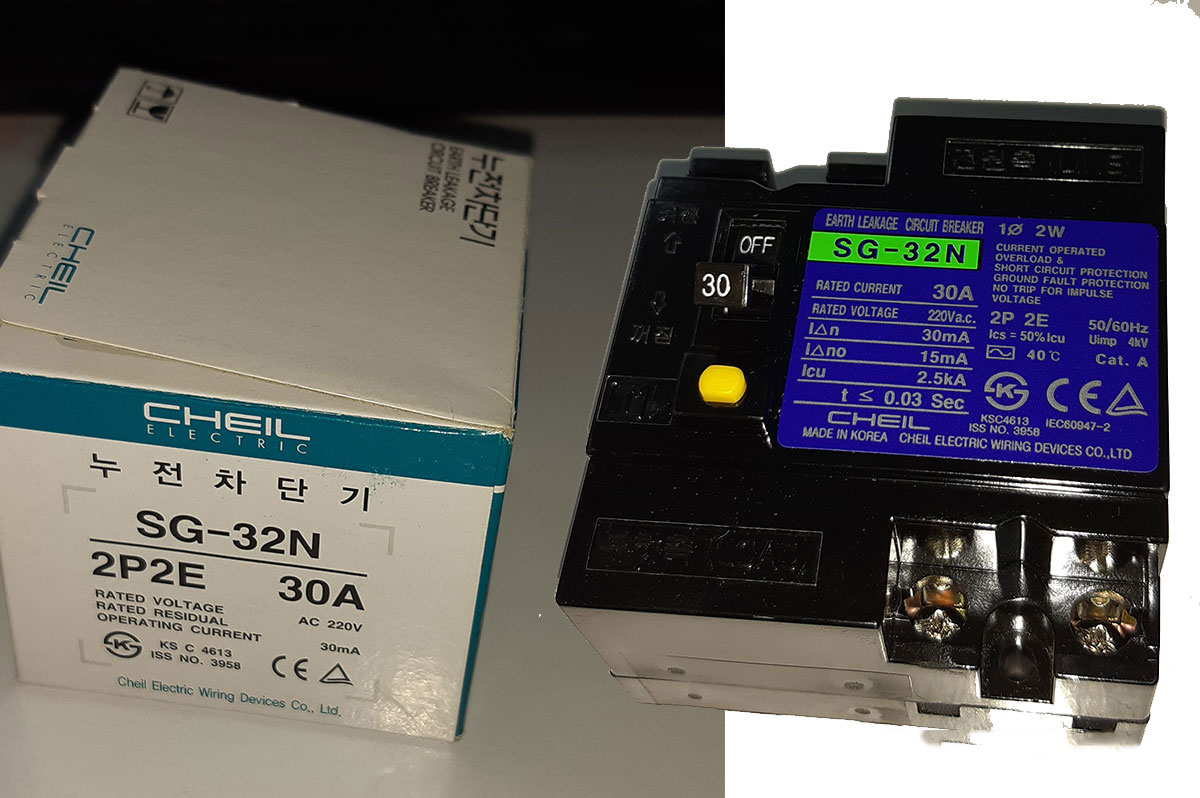 누전차단기
EARTH LEAKAGE
CIRCUIT BREAKER
CHEIL
ELECTRIC
CHEIL
ELECTRIC
누전차단기
SG-32N
2P2E 30A
RATED VOLTAGE AC 220V
RATED RESIDUAL
OPERATING CURRENT 30mA
KS C 4613
ISS NO. 3958
CE
Cheil Electric Wiring Devices Co., Ltd.
OFF
30
꺼짐
EARTH LEAKAGE CIRCUIT BREAKER 1Ø 2W
SG-32N
RATED CURRENT 30A
RATED VOLTAGE 220Va.c.
I△n 30mA
I△no 15mA
Icu 2.5kA
t ≤ 0.03 Sec
CURRENT OPERATED
OVERLOAD &
SHORT CIRCUIT PROTECTION
GROUND FAULT PROTECTION
NO TRIP FOR IMPULSE
VOLTAGE
2P 2E 50/60Hz
Ics = 50% Icu Uimp 4kV
40℃ Cat. A
CE
KSC4613
ISS NO. 3958 IEC60947-2
CHEIL
MADE IN KOREA CHEIL ELECTRIC WIRING DEVICES CO.,LTD